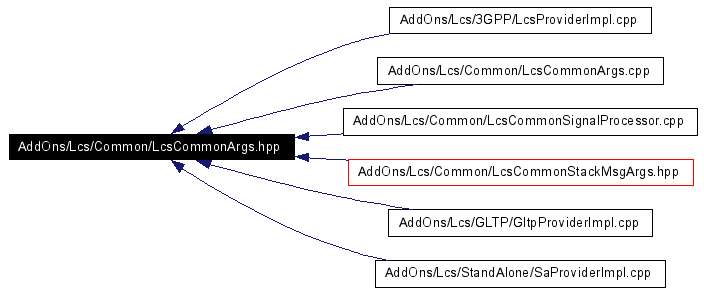 AddOns/Lcs/3GPP/LcsProviderImpl.cpp
AddOns/Lcs/Common/LcsCommonArgs.cpp
AddOns/Lcs/Common/LcsCommonSignalProcessor.cpp
AddOns/Lcs/Common/LcsCommonArgs.hpp
AddOns/Lcs/Common/LcsCommonStackMsgArgs.hpp
AddOns/Lcs/GLTP/GltpProviderImpl.cpp
AddOns/Lcs/StandAlone/SaProviderImpl.cpp